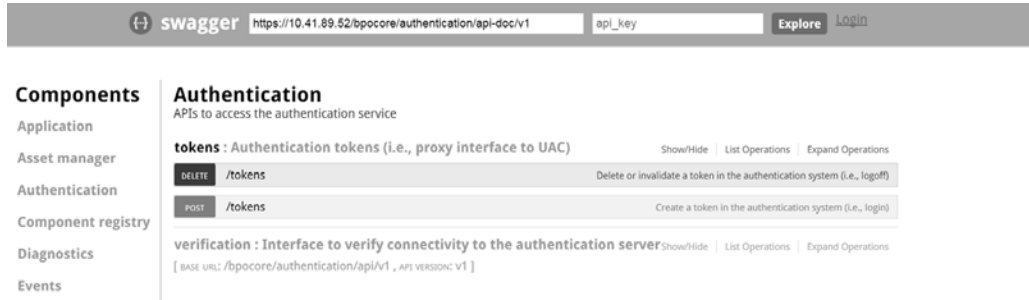 swagger https://10.41.89.52/bpocore/authentication/api-doc/v1 api_key Explore Login
Components
Application
Asset manager
Authentication
Component registry
Diagnostics
Events
Authentication
APIs to access the authentication service
tokens : Authentication tokens (i.e., proxy interface to UAC) Show/Hide List Operations Expand Operations
DELETE /tokens Delete or invalidate a token in the authentication system (i.e., logoff)
POST /tokens Create a token in the authentication system (i.e., login)
verification : Interface to verify connectivity to the authentication server Show/Hide List Operations Expand Operations
[ BASE URL: /bpocore/authentication/api/v1 , API VERSION: v1 ]